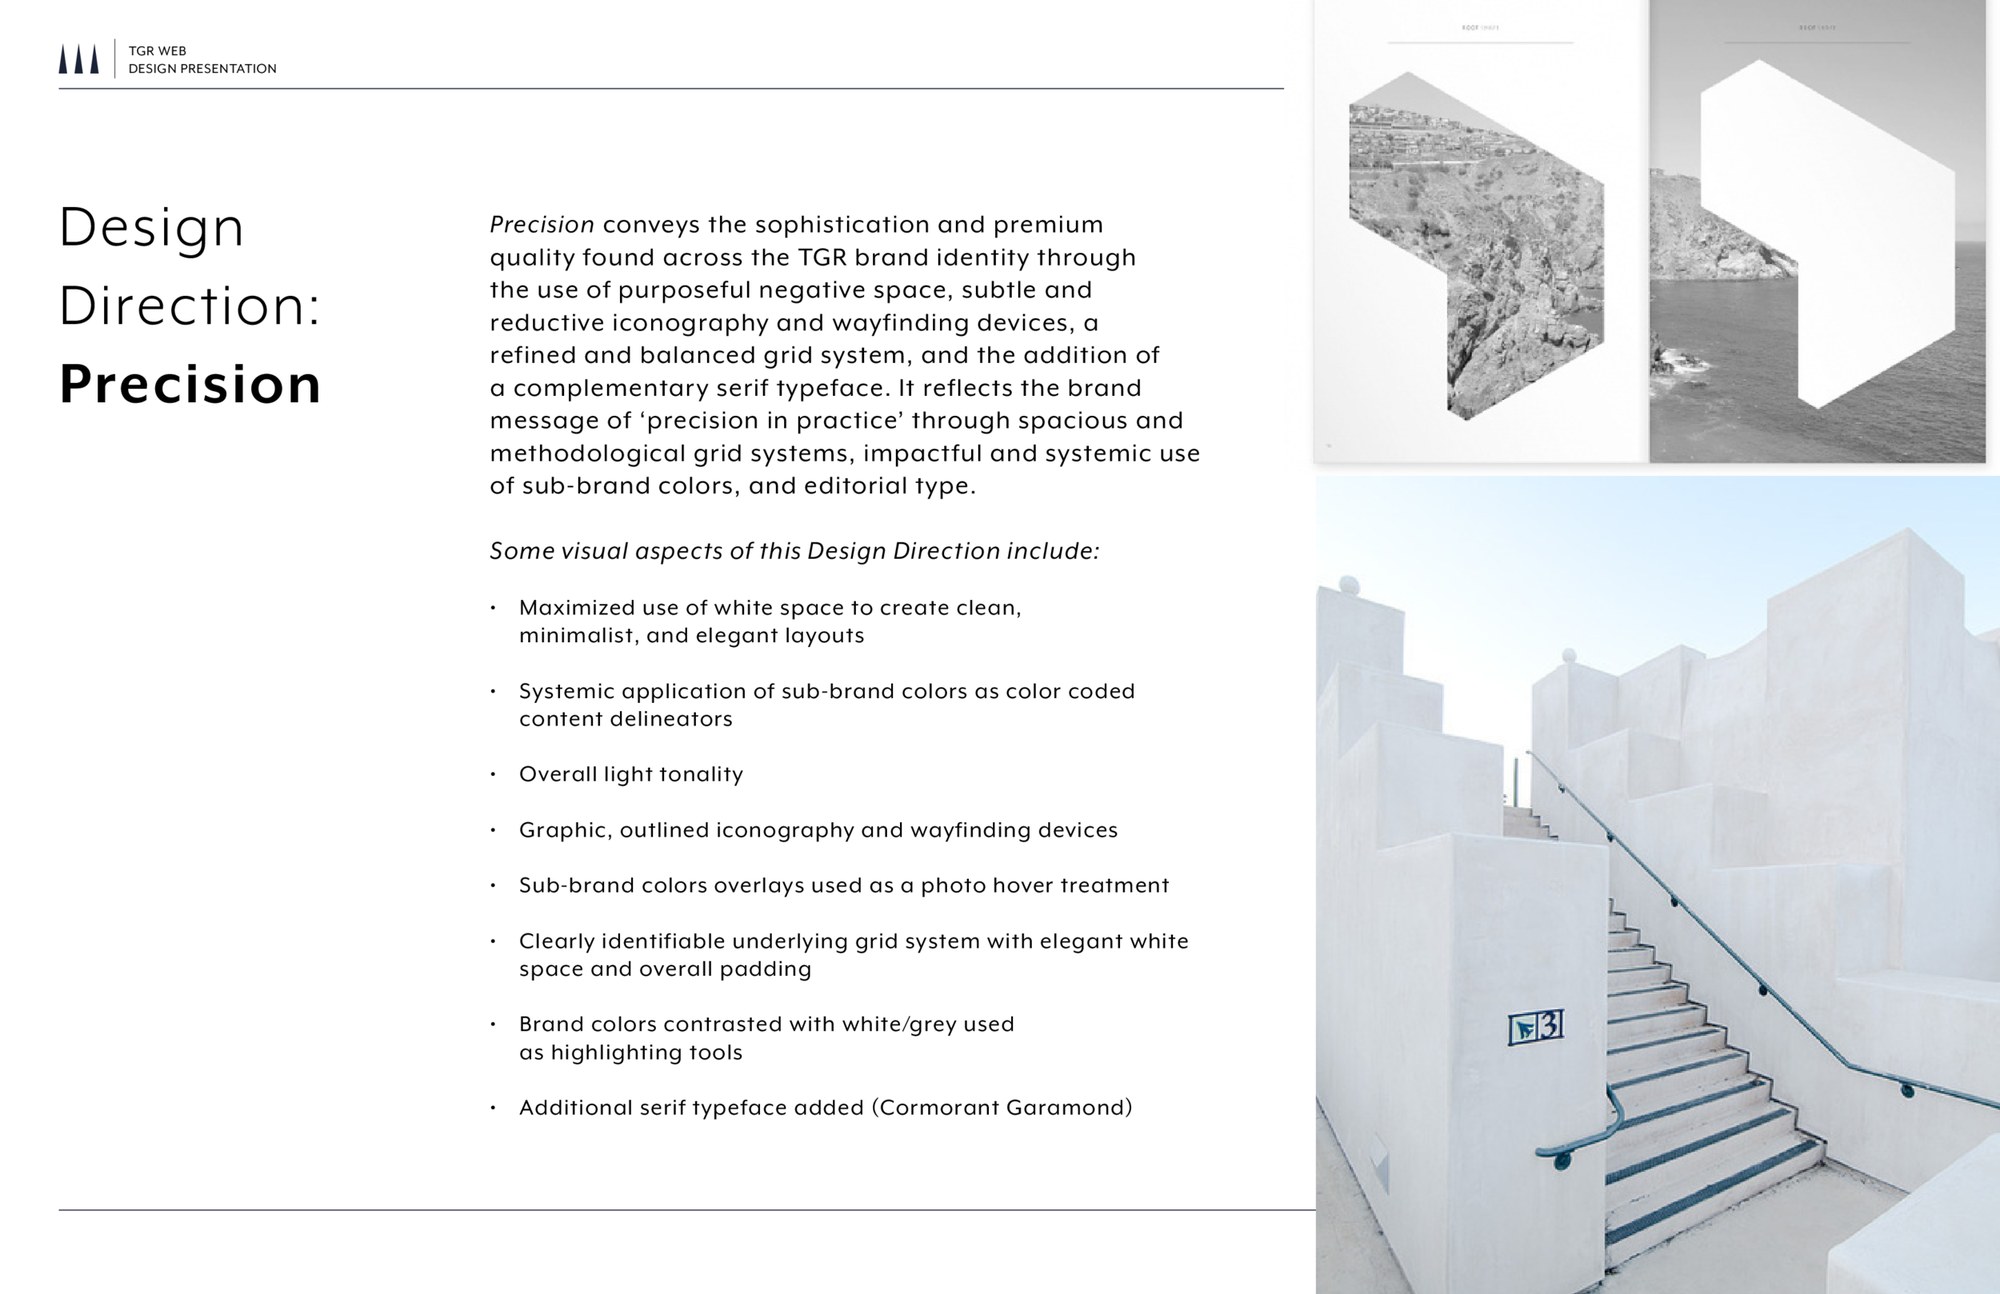 TGR WEB
DESIGN PRESENTATION
Design
Direction:
Precision
Precision conveys the sophistication and premium
quality found across the TGR brand identity through
the use of purposeful negative space, subtle and
reductive iconography and wayfinding devices, a
refined and balanced grid system, and the addition of
a complementary serif typeface. It reflects the brand
message of ‘precision in practice’ through spacious and
methodological grid systems, impactful and systemic use
of sub-brand colors, and editorial type.
Some visual aspects of this Design Direction include:
• Maximized use of white space to create clean,
minimalist, and elegant layouts
• Systemic application of sub-brand colors as color coded
content delineators
• Overall light tonality
• Graphic, outlined iconography and wayfinding devices
• Sub-brand colors overlays used as a photo hover treatment
• Clearly identifiable underlying grid system with elegant white
space and overall padding
• Brand colors contrasted with white/grey used
as highlighting tools
• Additional serif typeface added (Cormorant Garamond)
3